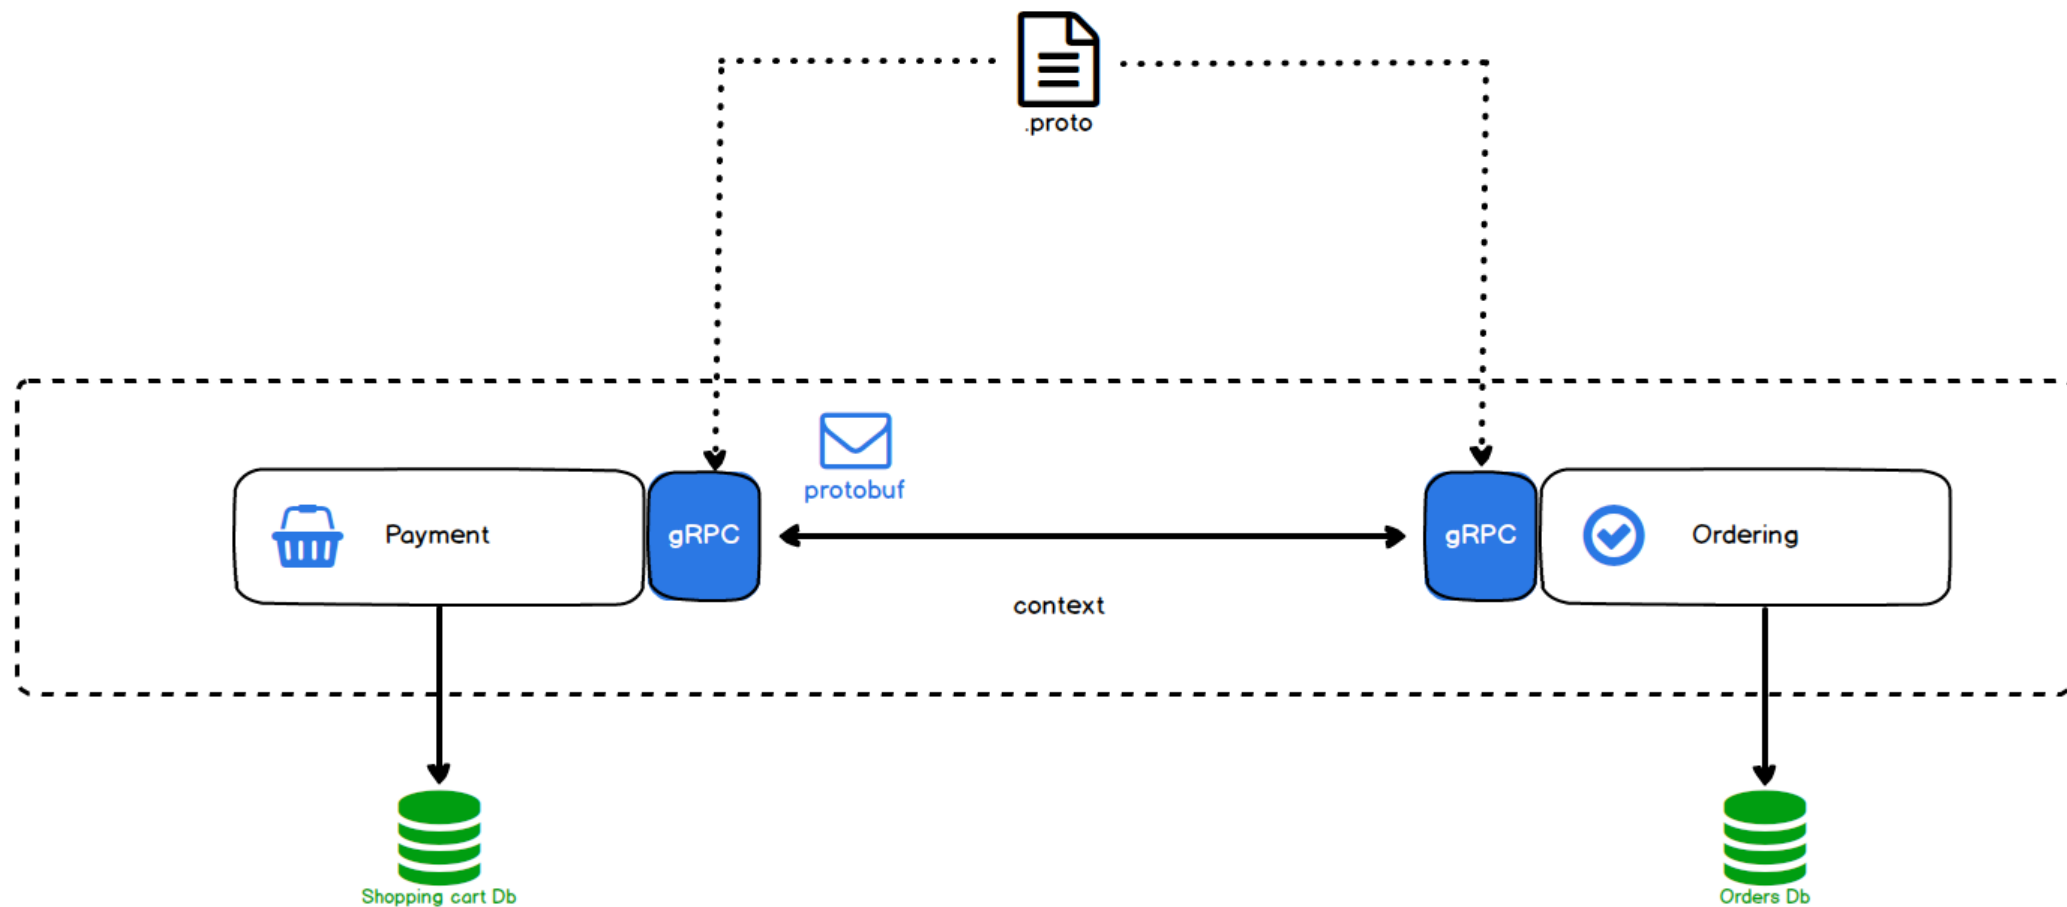 .proto
protobuf
Payment
gRPC
gRPC
Ordering
context
Shopping cart Db
Orders Db